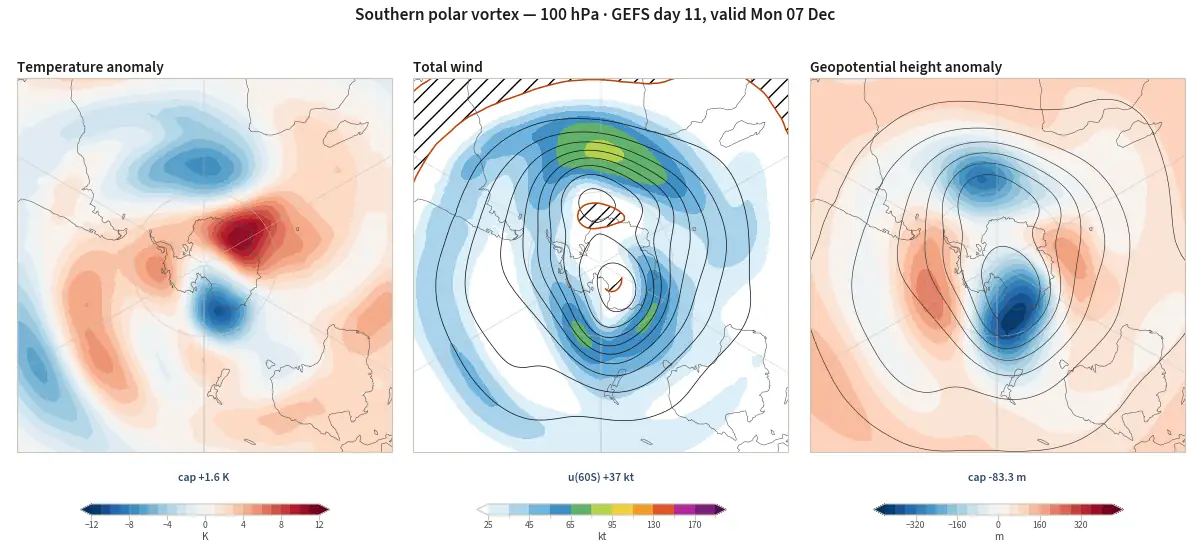 Southern polar vortex — 100 hPa · GEFS day 11, valid Mon 07 Dec
Temperature anomaly
Total wind
Geopotential height anomaly
cap +1.6 K
u(60S) +37 kt
cap -83.3 m
−12 −8 −4 0 4 8 12
K
25 45 65 95 130 170
kt
−320 −160 0 160 320
m